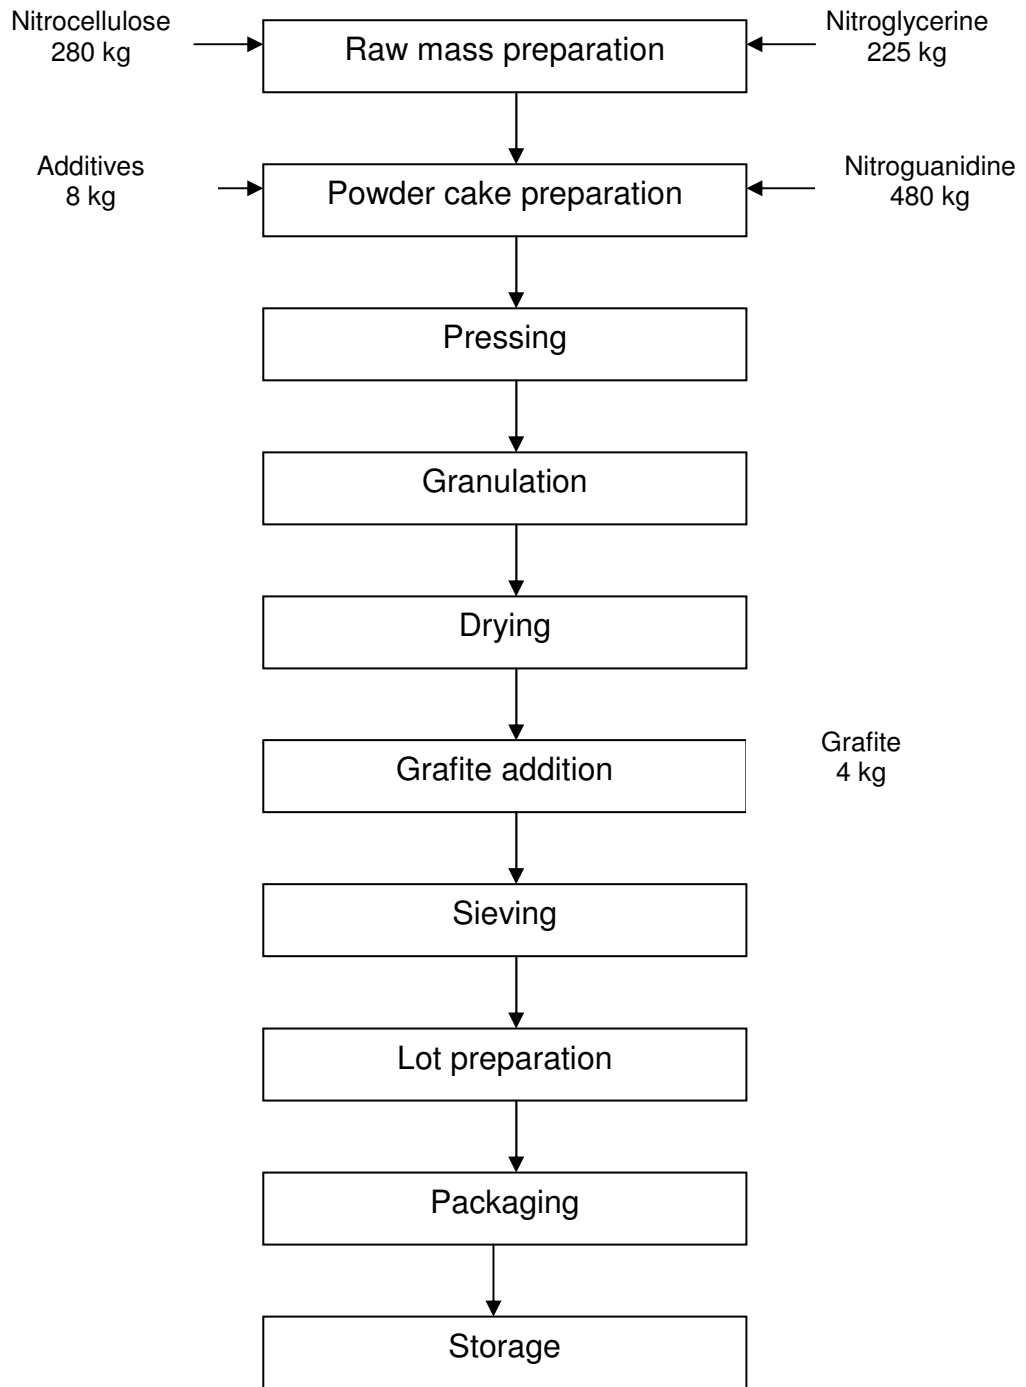 Nitrocellulose
280 kg
Raw mass preparation
Nitroglycerine
225 kg
Additives
8 kg
Powder cake preparation
Nitroguanidine
480 kg
Pressing
Granulation
Drying
Grafite addition
Grafite
4 kg
Sieving
Lot preparation
Packaging
Storage